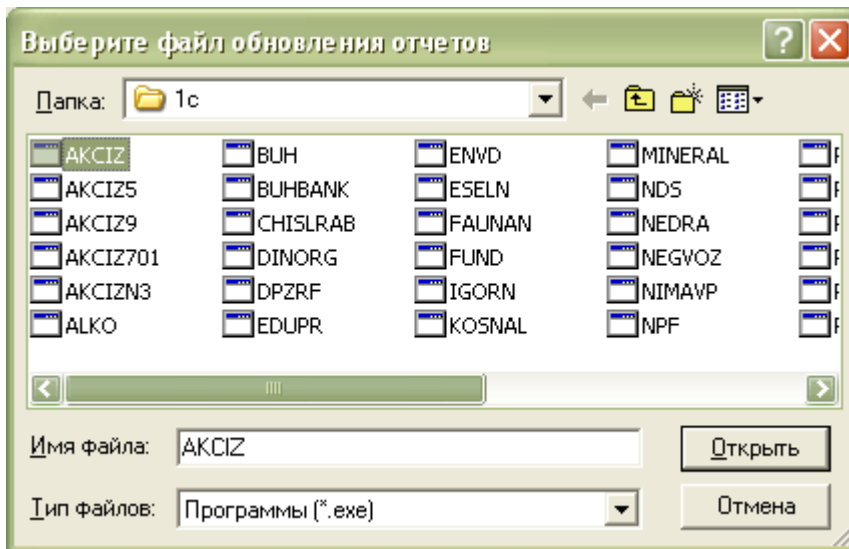 Выберите файл обновления отчетов
Папка: 1c
AKCIZ BUH ENVD MINERAL
AKCIZ5 BUHBANK ESELN NDS
AKCIZ9 CHISLRAB FAUNAN NEDRA
AKCIZ701 DINORG FUND NEGVOZ
AKCIZN3 DPZRF IGORN NIMAVP
ALKO EDUPR KOSNAL NPF
Имя файла: AKCIZ Открыть
Тип файлов: Программы (*.exe) Отмена